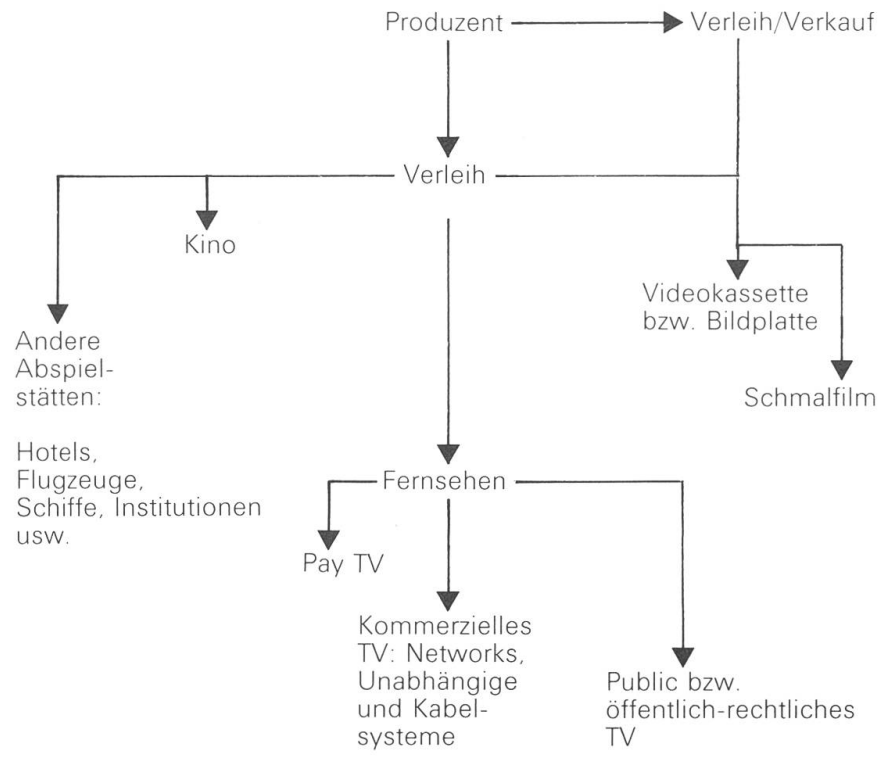 Produzent
Verleih/Verkauf
Verleih
Kino
Videokassette
bzw. Bildplatte
Andere
Abspiel-
stätten:
Schmalfilm
Hotels,
Flugzeuge,
Schiffe, Institutionen
usw.
Fernsehen
Pay TV
Kommerzielles
TV: Networks,
Unabhängige
und Kabel-
systeme
Public bzw.
öffentlich-rechtliches
TV